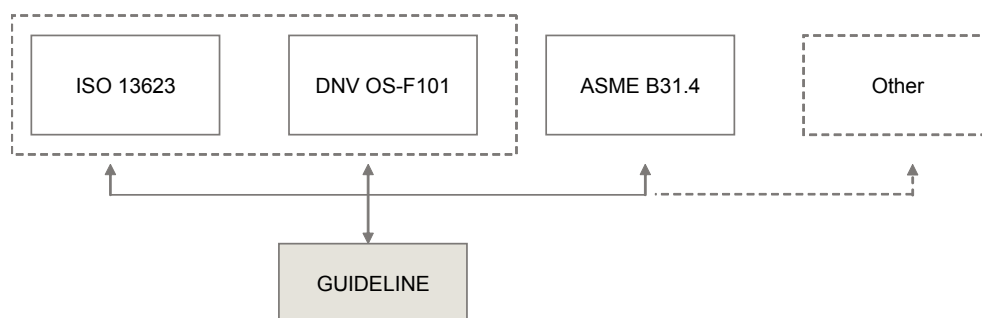 ISO 13623
DNV OS-F101
ASME B31.4
Other
GUIDELINE